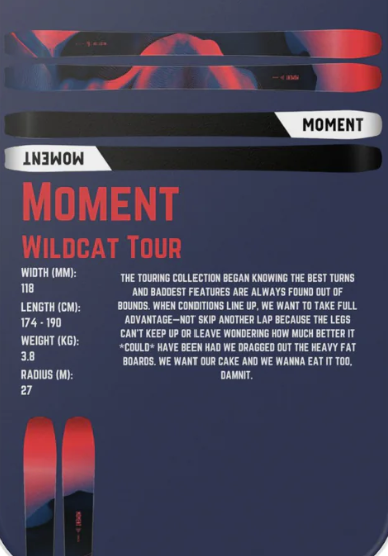 MOMENT
MOMENT
MOMENT
WILDCAT TOUR
WIDTH (MM):
118
LENGTH (CM):
174 - 190
WEIGHT (KG):
3.8
RADIUS (M):
27
THE TOURING COLLECTION BEGAN KNOWING THE BEST TURNS
AND BADDEST FEATURES ARE ALWAYS FOUND OUT OF
BOUNDS. WHEN CONDITIONS LINE UP, WE WANT TO TAKE FULL
ADVANTAGE—NOT SKIP ANOTHER LAP BECAUSE THE LEGS
CAN'T KEEP UP OR LEAVE WONDERING HOW MUCH BETTER IT
*COULD* HAVE BEEN HAD WE DRAGGED OUT THE HEAVY FAT
BOARDS. WE WANT OUR CAKE AND WE WANNA EAT IT TOO,
DAMNIT.